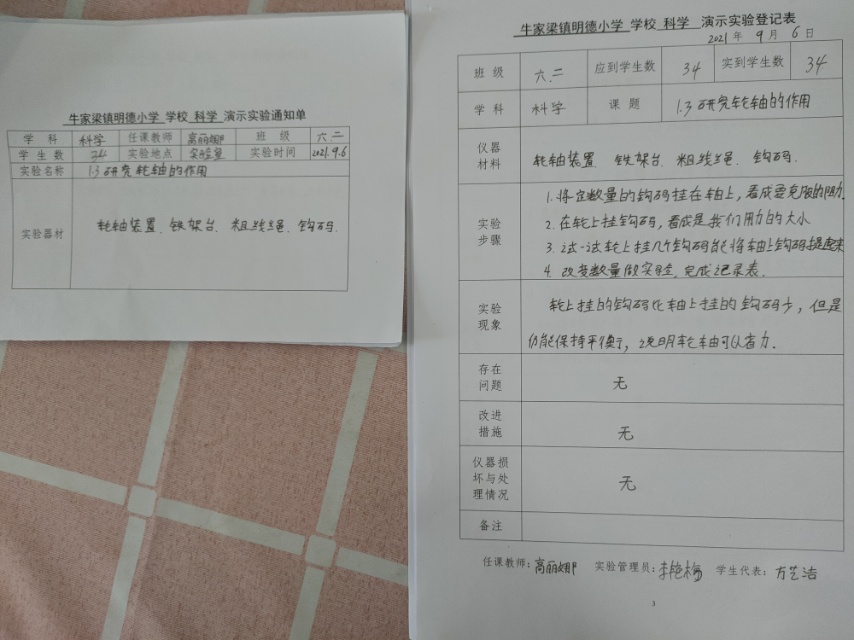 牛家梁镇明德小学 学校 科学 演示实验通知单
学 科 科学 任课教师 高丽娜 班 级 六二
学 生 数 34 实验地点 实验室 实验时间 2021.9.6
实验名称 1.3研究轮轴的作用
实验器材 轮轴装置、铁架台、粗线绳、钩码.
牛家梁镇明德小学 学校 科学 演示实验登记表
2021 年 9 月 6 日
班 级 六.二 应到学生数 34 实到学生数 34
学 科 科学 课 题 1.3研究轮轴的作用
仪器
材料
轮轴装置、铁架台、粗线绳、钩码.
实验
步骤
1.将定数量的钩码挂在轴上,看成要克服的阻力.
2.在轮上挂钩码,看成是我们用力的大小
3.试一试轮上挂几个钩码能将轴上钩码提起来
4.改变数量做实验,完成记录表.
实验
现象
轮上挂的钩码比轴上挂的钩码少,但是
仍能保持平衡,说明轮轴可以省力.
存在
问题
无
改进
措施
无
仪器损
坏与处
理情况
无
备注
任课教师: 高丽娜 实验管理员: 李艳梅 学生代表: 方艺洁
3